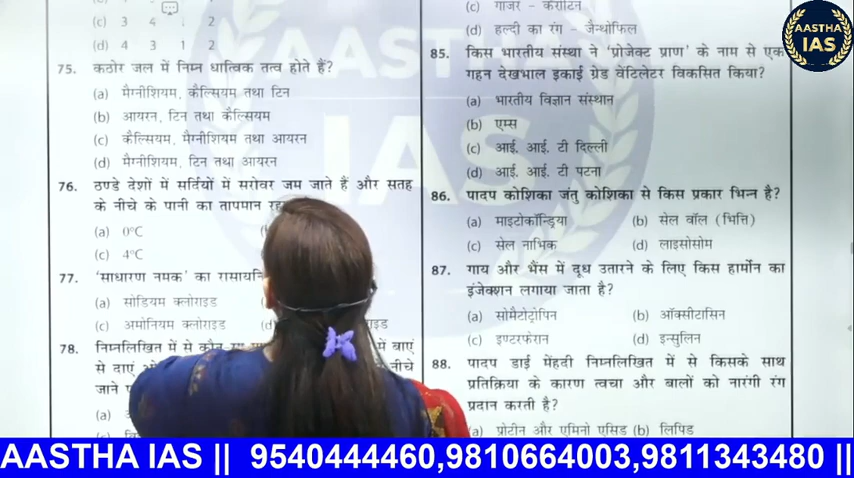 (c) 3 4 1 2
(d) 4 3 1 2
75. कठोर जल में निम्न धात्विक तत्व होते हैं?
(a) मैग्नीशियम, कैल्सियम तथा टिन
(b) आयरन, टिन तथा कैल्सियम
(c) कैल्सियम, मैग्नीशियम तथा आयरन
(d) मैग्नीशियम, टिन तथा आयरन
76. ठण्डे देशों में सर्तियों में सरोवर जम जाते हैं और सतह
के नीचे के पानी का तापमान
(a) 0°C
(c) 4°C
77. 'साधारण नमक' का
(a) सोडियम क्लोराइड
(c) अमोनियम क्लोराइड
78. निम्नलिखित में से में बाएं
से दाएं नीचे
जाने
(a)
(c) गाजर - कैरोटिन
(d) हल्दी का रंग - जैन्थोफिल
85. किस भारतीय संस्था ने 'प्रोजेक्ट प्राण' के नाम से एक
गहन देखभाल इकाई ग्रेड वेंटिलेटर विकसित किया?
(a) भारतीय विज्ञान संस्थान
(b) एम्स
(c) आई. आई. टी दिल्ली
(d) आई. आई. टी पटना
86. पादप कोशिका जंतु कोशिका से किस प्रकार भिन्न है?
(a) माइटोकॉन्ड्रिया (b) सेल वॉल (भित्ति)
(c) सेल नाभिक (d) लाइसोसोम
87. गाय और भैंस में दूध उतारने के लिए किस हार्मोन का
इंजेक्शन लगाया जाता है?
(a) सोमैटोट्रोपिन (b) ऑक्सीटासिन
(c) इण्टरफेरान (d) इन्सुलिन
88. पादप डाई मेंहदी निम्नलिखित में से किसके साथ
प्रतिक्रिया के कारण त्वचा और बालों को नारंगी रंग
प्रदान करती है?
(a) प्रोटीन और एमिनो एसिड (b) लिपिड
AASTHA IAS
AASTHA
IAS
AASTHA IAS || 9540444460,9810664003,9811343480 ||